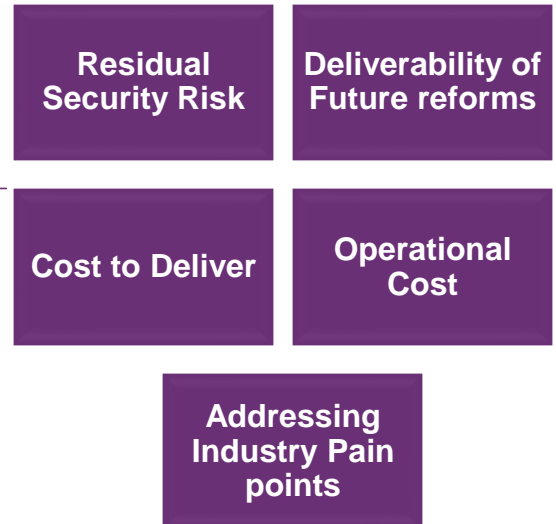 Residual
Security Risk
Deliverability of
Future reforms
Cost to Deliver
Operational
Cost
Addressing
Industry Pain
points